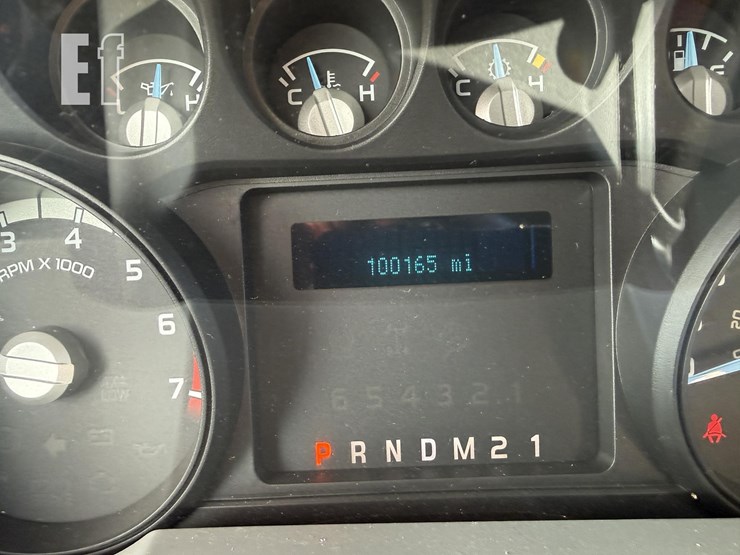 Ef
H
C H
C H
E
3 4 5 6 7
RPM X 1000
100165 mi
6 5 4 3 2 1
P R N D M 2 1